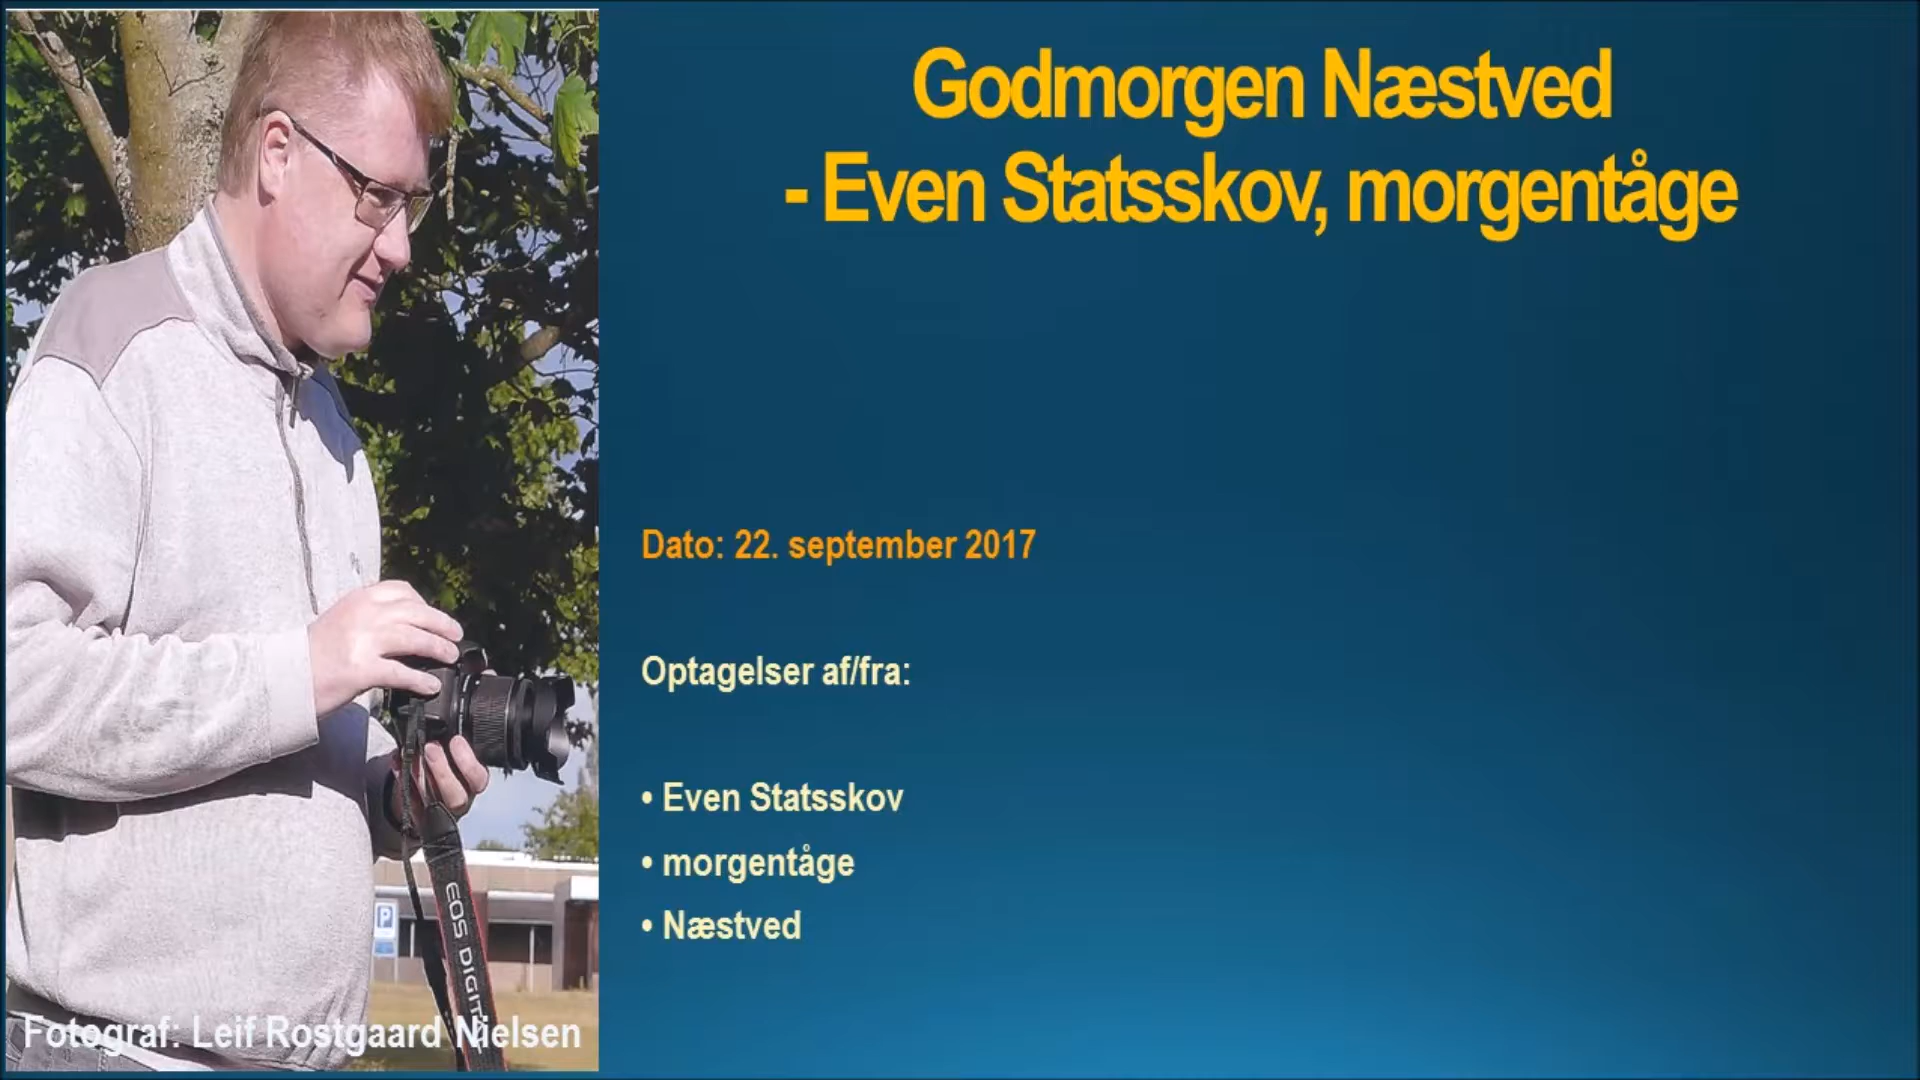 Godmorgen Næstved
- Even Statsskov, morgentåge
Dato: 22. september 2017
Optagelser af/fra:
• Even Statsskov
• morgentåge
• Næstved
P
EOS DIGIT
Fotograf: Leif Rostgaard Nielsen